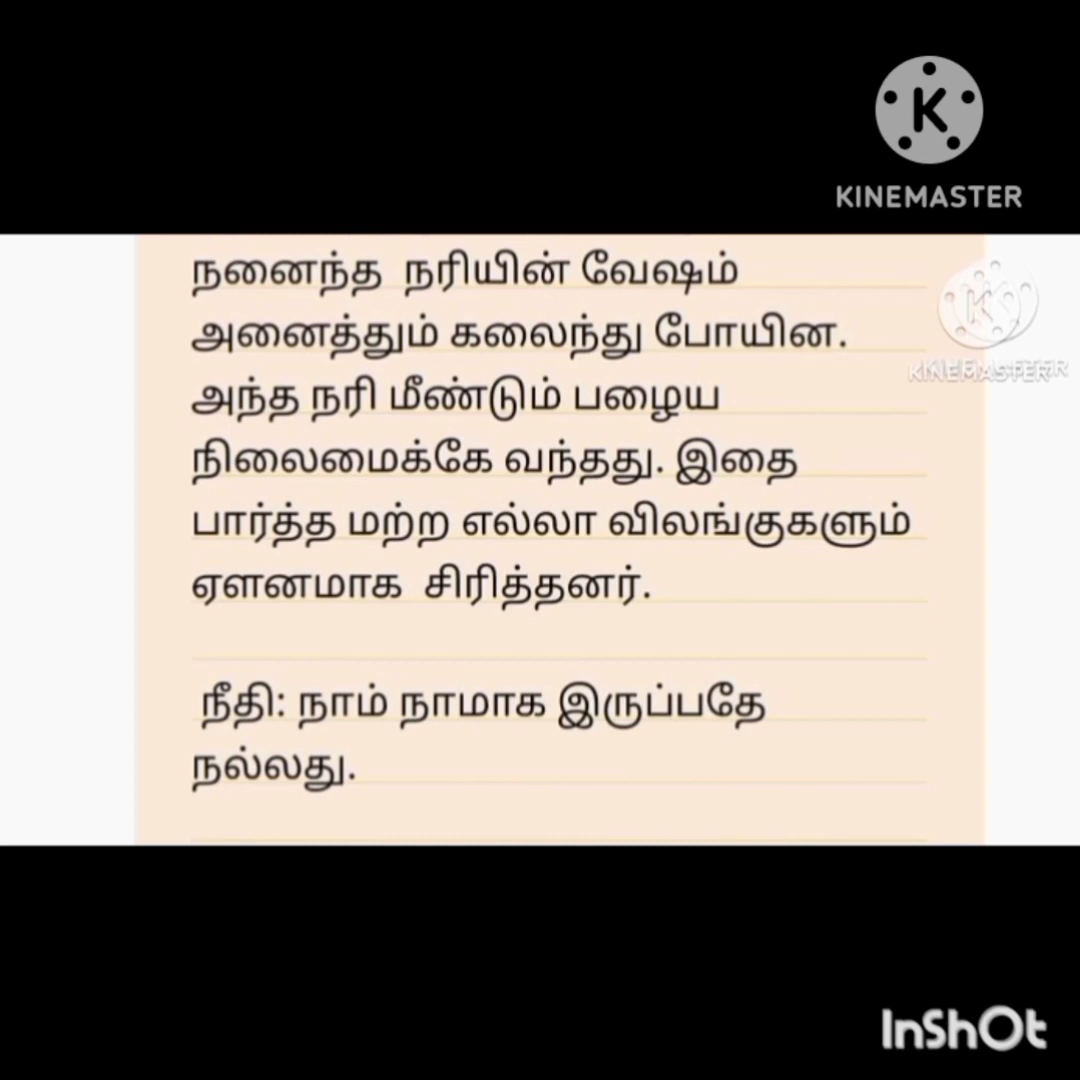 KINEMASTER
நனைந்த நரியின் வேஷம்
அனைத்தும் கலைந்து போயின.
KINEMASTER
அந்த நரி மீண்டும் பழைய
நிலைமைக்கே வந்தது. இதை
பார்த்த மற்ற எல்லா விலங்குகளும்
ஏளனமாக சிரித்தனர்.
நீதி: நாம் நாமாக இருப்பதே
நல்லது.
InShOt